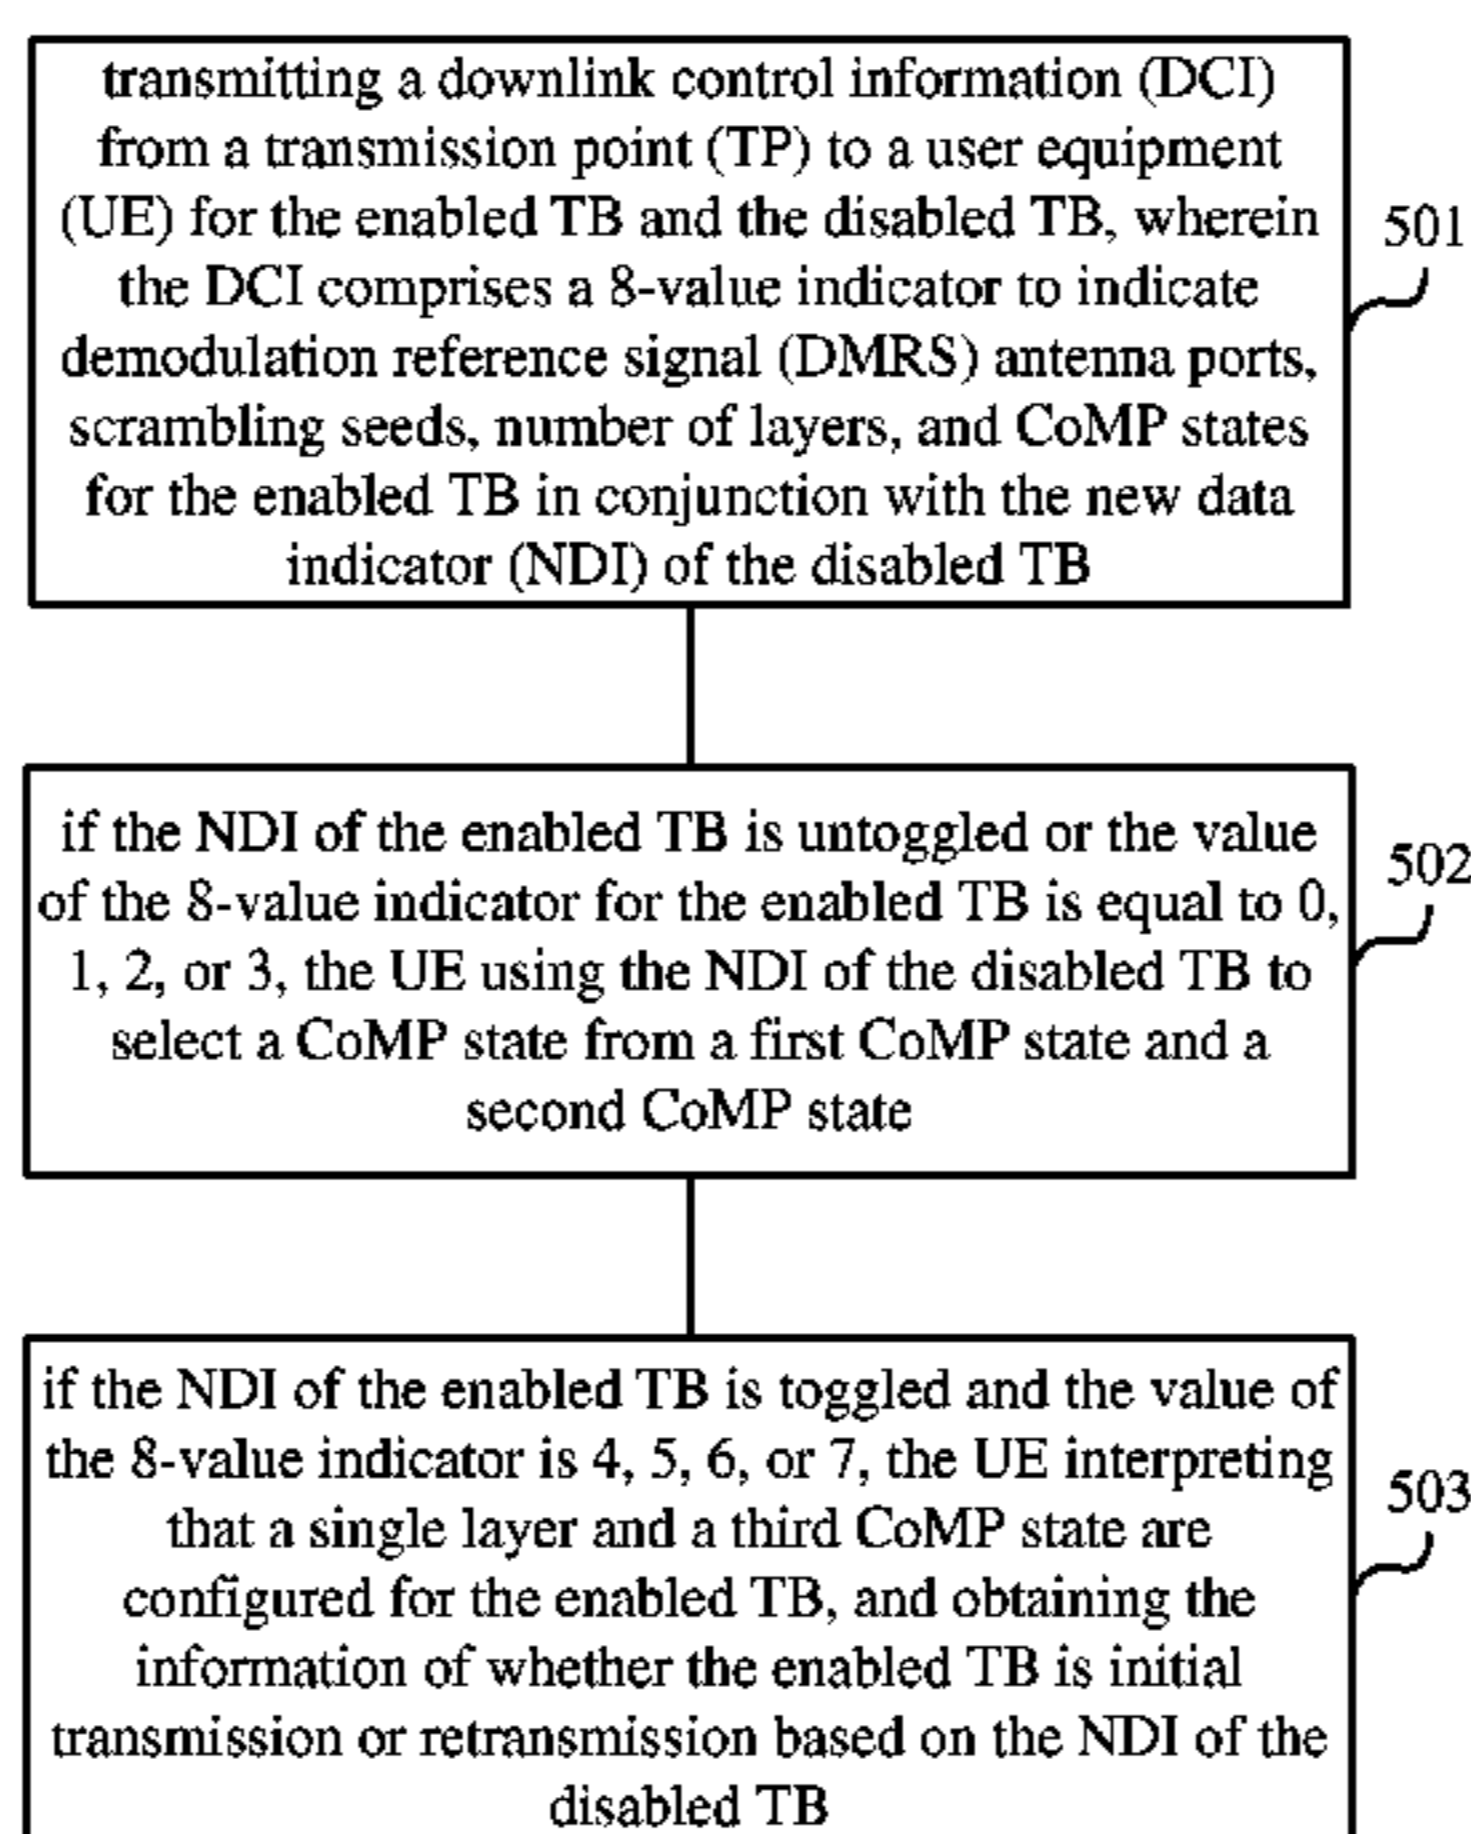 transmitting a downlink control information (DCI)
from a transmission point (TP) to a user equipment
(UE) for the enabled TB and the disabled TB, wherein
the DCI comprises a 8-value indicator to indicate
demodulation reference signal (DMRS) antenna ports,
scrambling seeds, number of layers, and CoMP states
for the enabled TB in conjunction with the new data
indicator (NDI) of the disabled TB
501
if the NDI of the enabled TB is untoggled or the value
of the 8-value indicator for the enabled TB is equal to 0,
1, 2, or 3, the UE using the NDI of the disabled TB to
select a CoMP state from a first CoMP state and a
second CoMP state
502
if the NDI of the enabled TB is toggled and the value of
the 8-value indicator is 4, 5, 6, or 7, the UE interpreting
that a single layer and a third CoMP state are
configured for the enabled TB, and obtaining the
information of whether the enabled TB is initial
transmission or retransmission based on the NDI of the
disabled TB
503